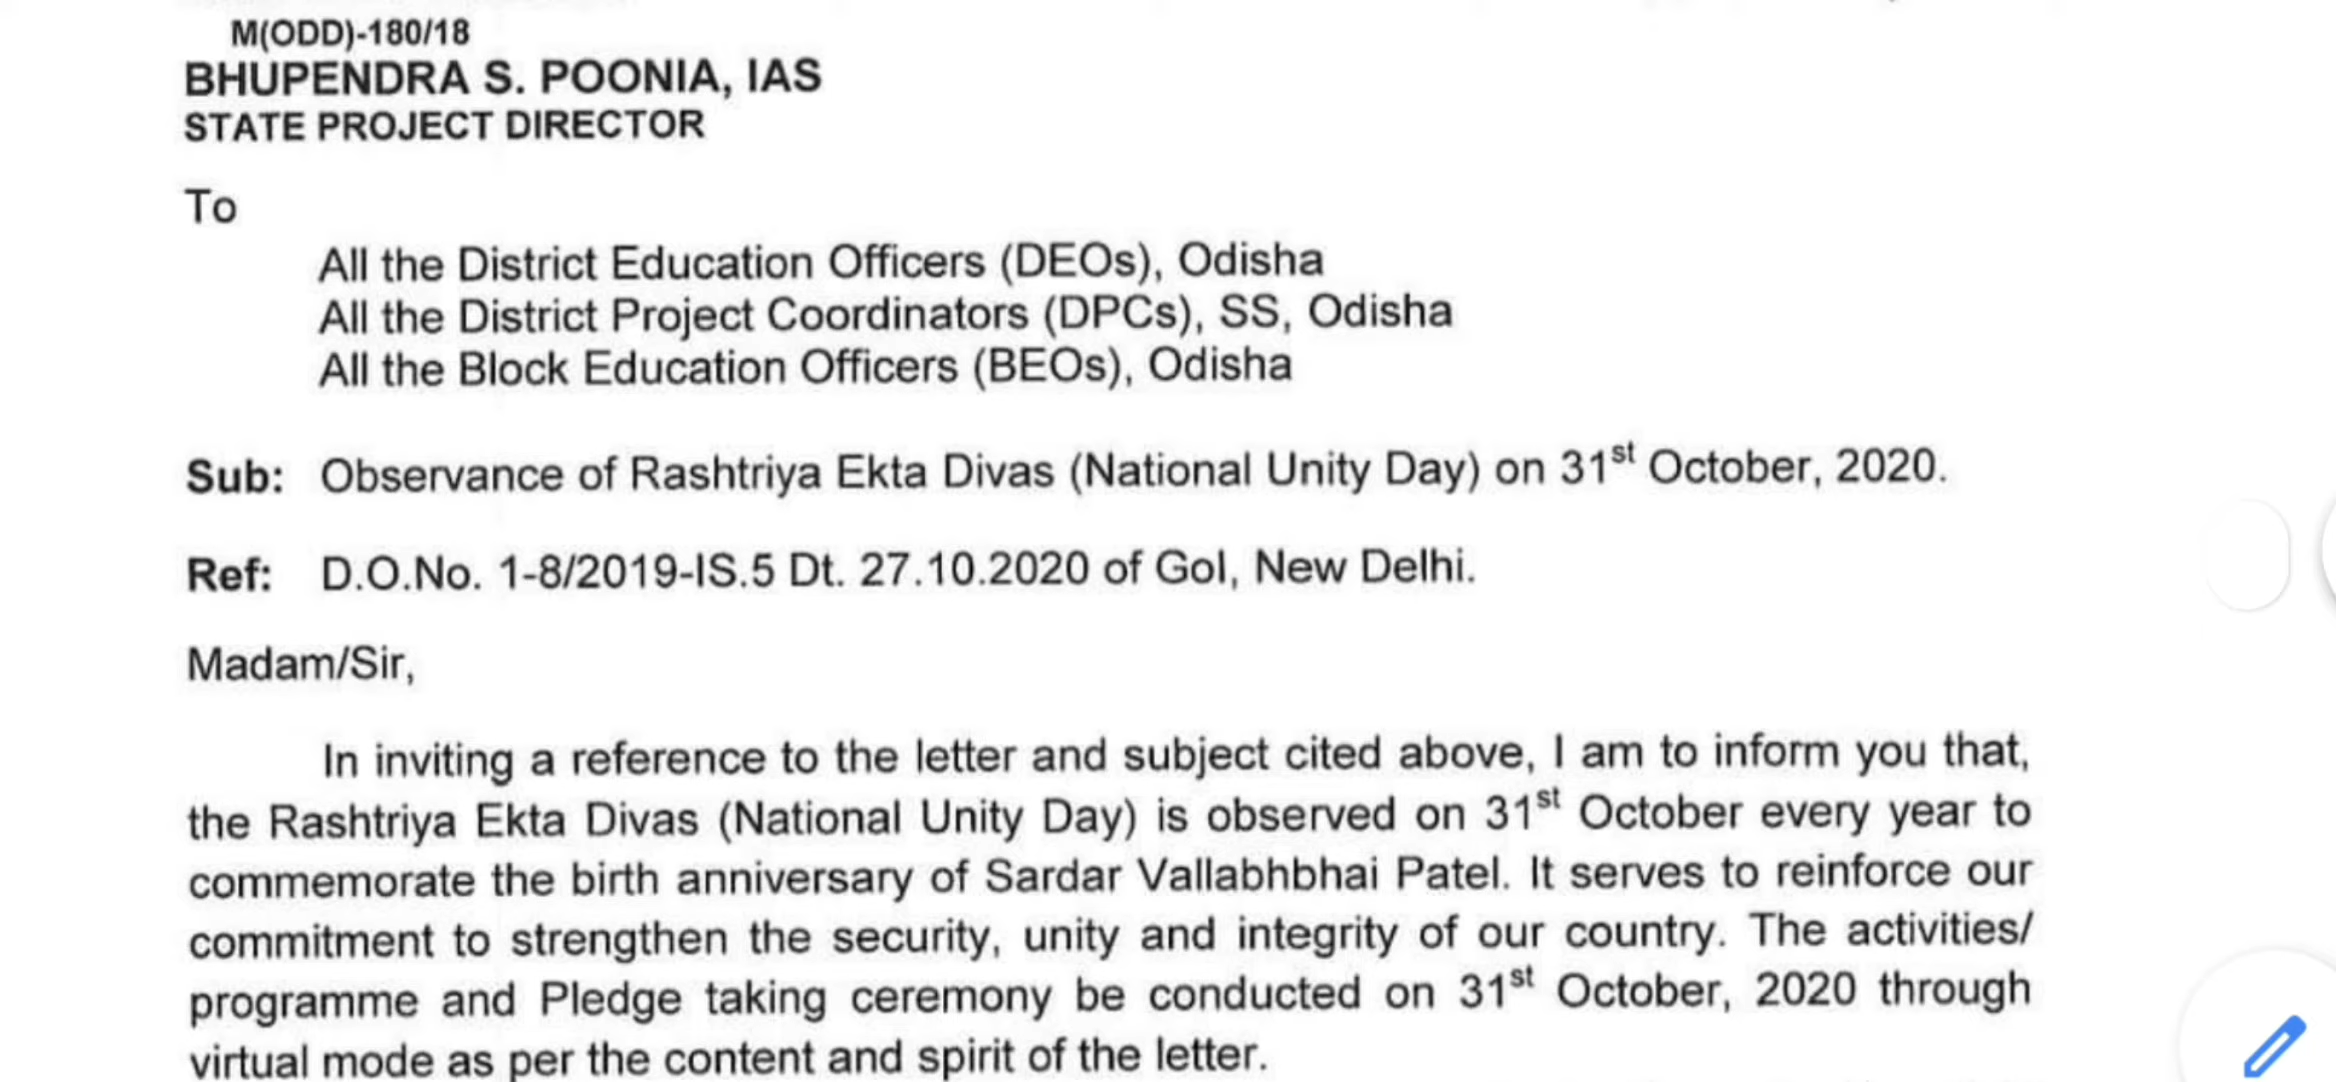 M(ODD)-180/18
BHUPENDRA S. POONIA, IAS
STATE PROJECT DIRECTOR
To
All the District Education Officers (DEOs), Odisha
All the District Project Coordinators (DPCs), SS, Odisha
All the Block Education Officers (BEOs), Odisha
Sub: Observance of Rashtriya Ekta Divas (National Unity Day) on 31st October, 2020.
Ref: D.O.No. 1-8/2019-IS.5 Dt. 27.10.2020 of GoI, New Delhi.
Madam/Sir,
In inviting a reference to the letter and subject cited above, I am to inform you that,
the Rashtriya Ekta Divas (National Unity Day) is observed on 31st October every year to
commemorate the birth anniversary of Sardar Vallabhbhai Patel. It serves to reinforce our
commitment to strengthen the security, unity and integrity of our country. The activities/
programme and Pledge taking ceremony be conducted on 31st October, 2020 through
virtual mode as per the content and spirit of the letter.